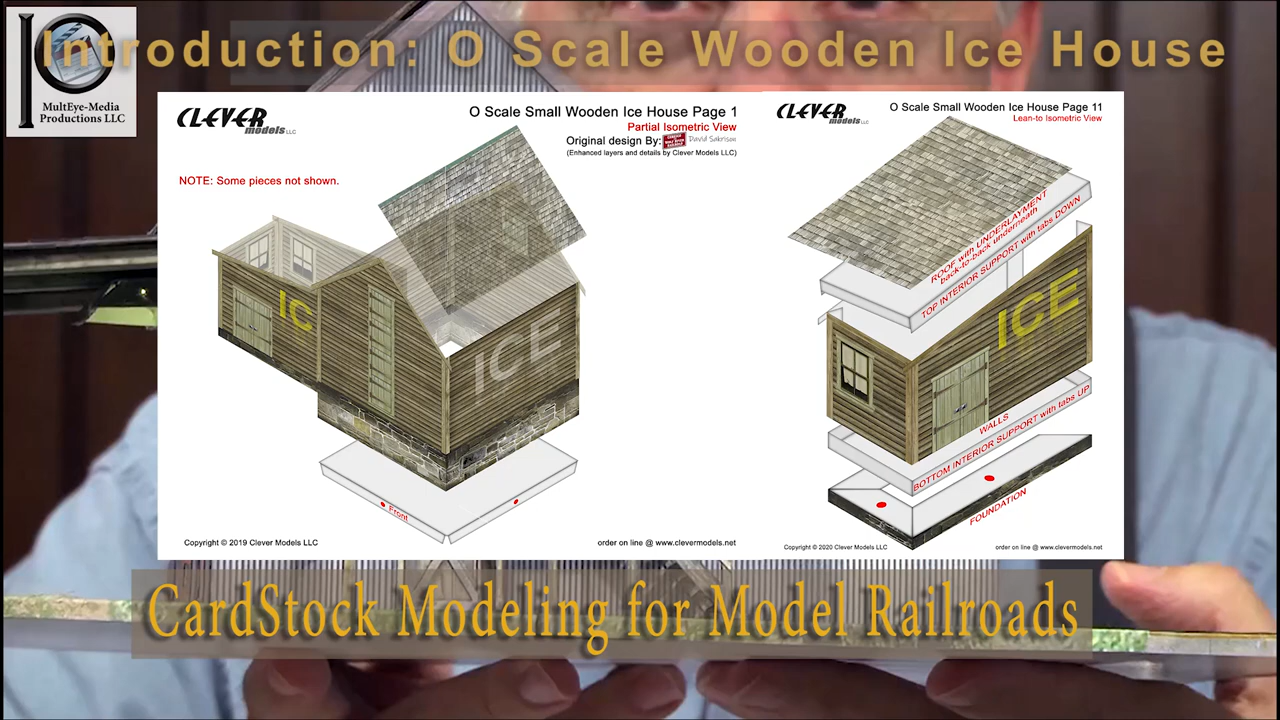 Introduction: O Scale Wooden Ice House
MultEye-Media
Productions LLC
CLEVER
models LLC
O Scale Small Wooden Ice House Page 1
Partial Isometric View
Original design By: David Sakrison
(Enhanced layers and details by Clever Models LLC)
NOTE: Some pieces not shown.
IC
ICE
Front
Copyright © 2019 Clever Models LLC
order on line @ www.clevermodels.net
CLEVER
models LLC
O Scale Small Wooden Ice House Page 11
Lean-to Isometric View
ROOF with UNDERLAYMENT
back-to-back underneath
TOP INTERIOR SUPPORT with tabs DOWN
ICE
WALLS
BOTTOM INTERIOR SUPPORT with tabs UP
FOUNDATION
Copyright © 2020 Clever Models LLC
order on line @ www.clevermodels.net
CardStock Modeling for Model Railroads